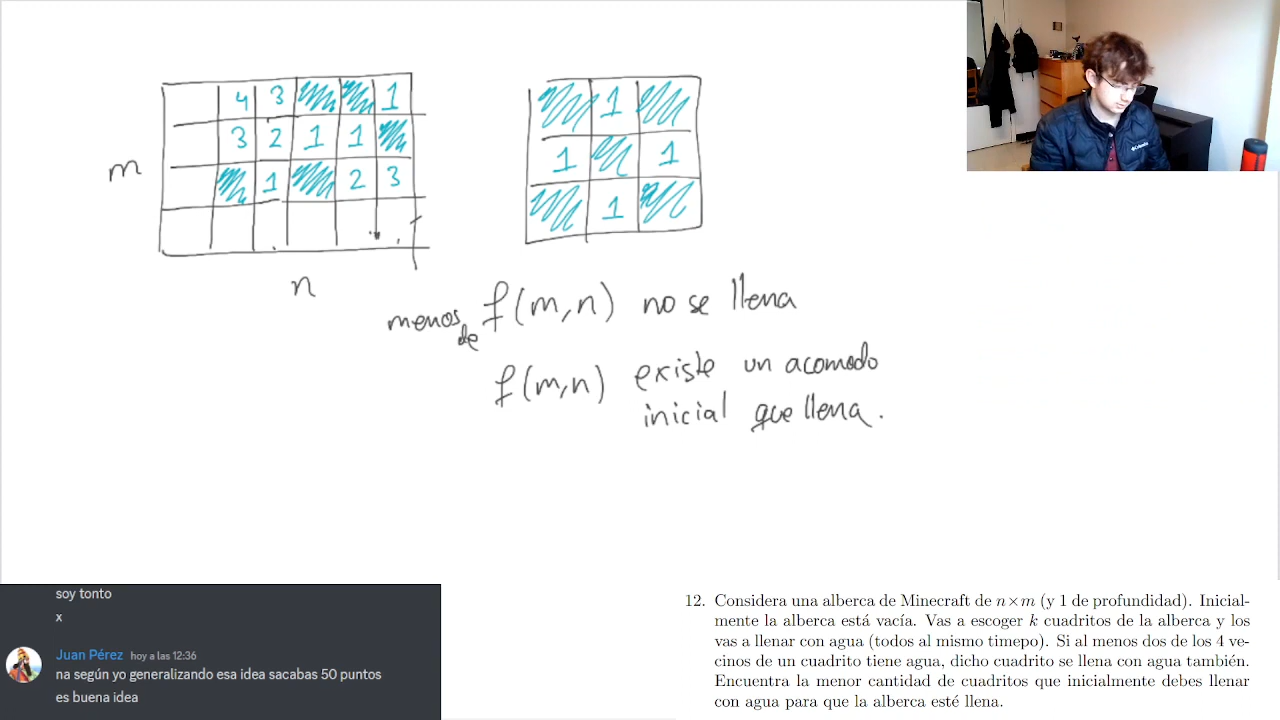 4 3 1
3 2 1 1
1 2 3
m
n
1
1 1
1
menos de f(m,n) no se llena
f(m,n) existe un acomodo
inicial que llena.
Columbia
soy tonto
x
Juan Pérez hoy a las 12:36
na según yo generalizando esa idea sacabas 50 puntos
es buena idea
12. Considera una alberca de Minecraft de n×m (y 1 de profundidad). Inicial-
mente la alberca está vacía. Vas a escoger k cuadritos de la alberca y los
vas a llenar con agua (todos al mismo timepo). Si al menos dos de los 4 ve-
cinos de un cuadrito tiene agua, dicho cuadrito se llena con agua también.
Encuentra la menor cantidad de cuadritos que inicialmente debes llenar
con agua para que la alberca esté llena.